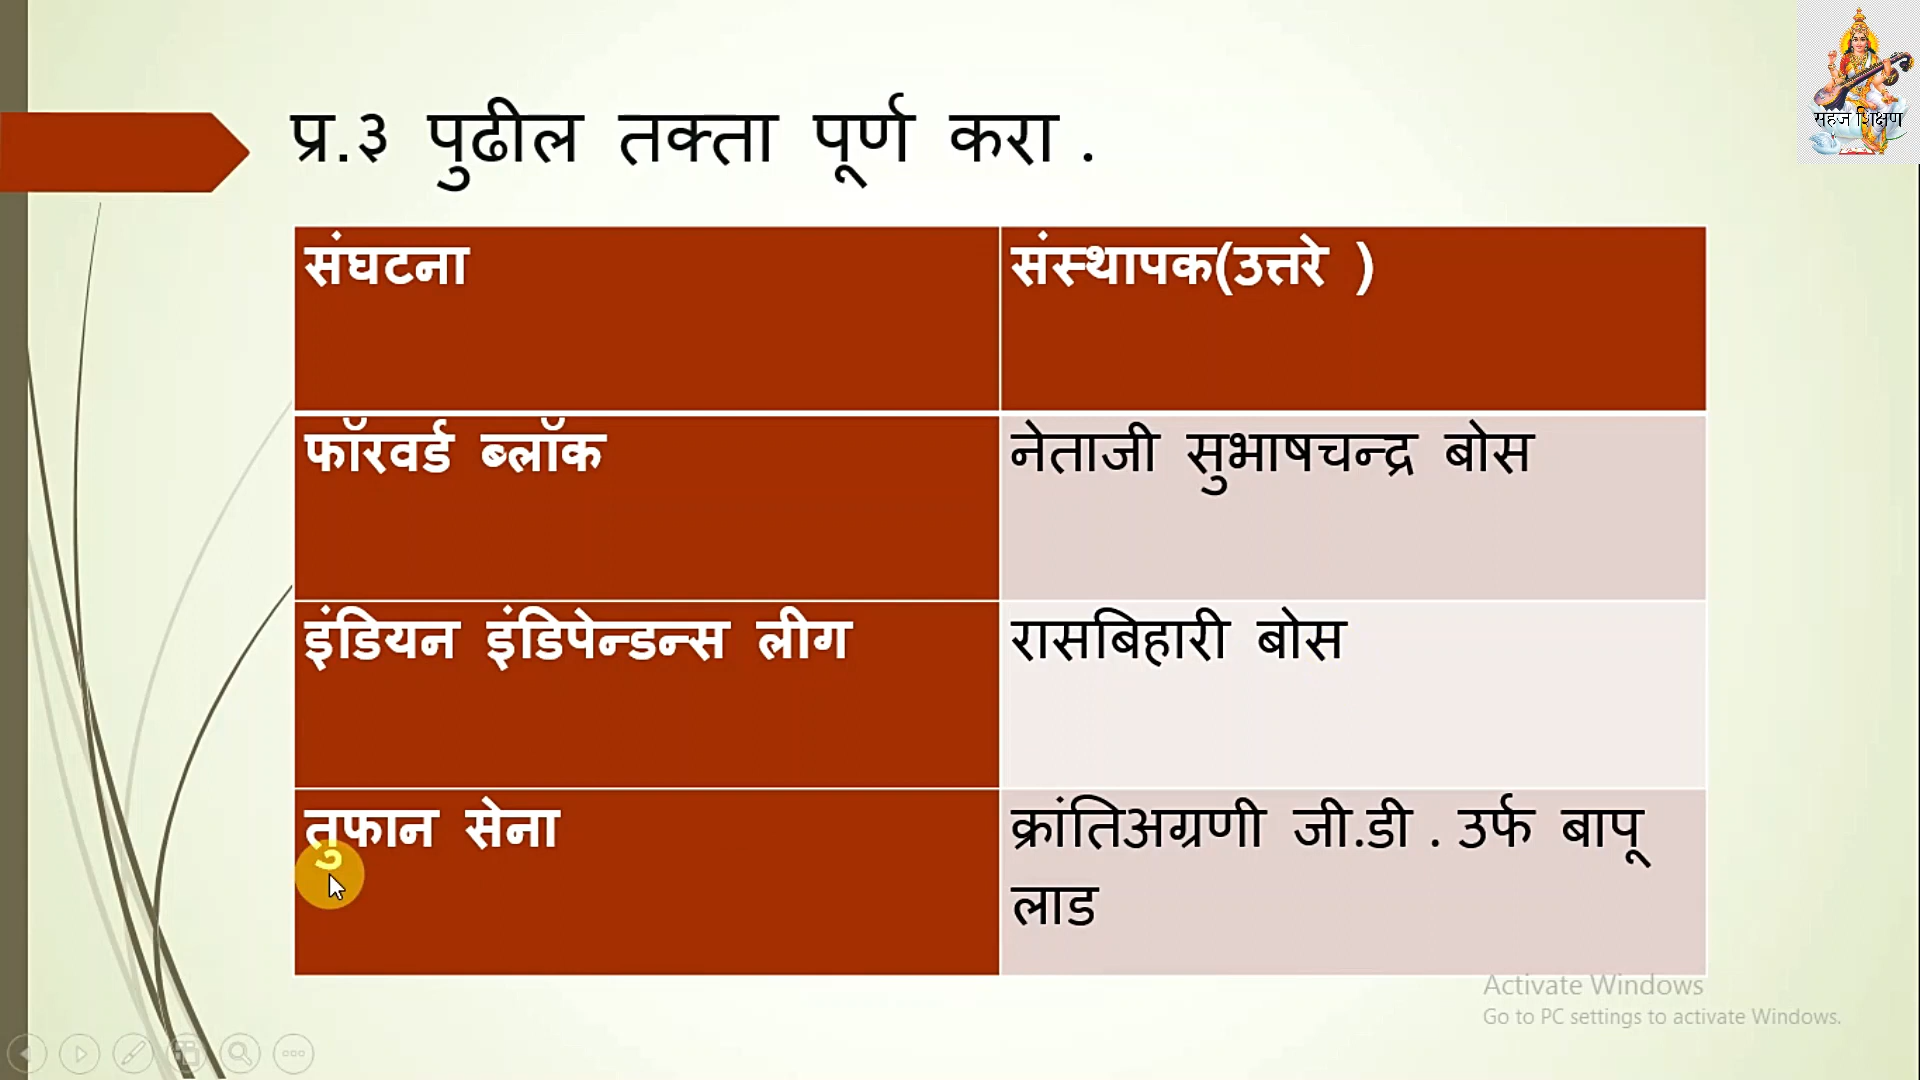 सहज शिक्षण
प्र.३ पुढील तक्ता पूर्ण करा .
संघटना
संस्थापक(उत्तरे )
फॉरवर्ड ब्लॉक
नेताजी सुभाषचन्द्र बोस
इंडियन इंडिपेन्डन्स लीग
रासबिहारी बोस
तुफान सेना
क्रांतिअग्रणी जी.डी . उर्फ बापू
लाड
Activate Windows
Go to PC settings to activate Windows.